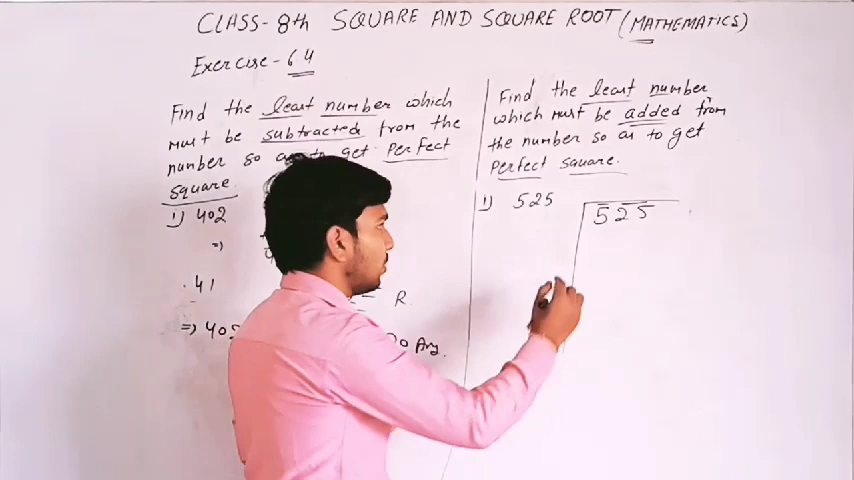 CLASS-8th SQUARE AND SQUARE ROOT (MATHEMATICS)
Exercise-6.4
Find the least number which
must be subtracted from the
number so as to get Perfect
square.
1) 402
=)
41
R.
=) 40
00 Ans.
Find the least number
which must be added from
the number so as to get
Perfect square.
1) 525
525